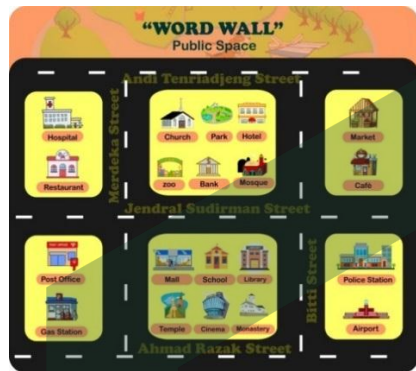 “WORD WALL”
Public Space
Andi Tenriadjeng Street
Merdeka Street
Hospital
Restaurant
Church Park Hotel
zoo Bank Mosque
Market
Café
Jendral Sudirman Street
Post Office
Gas Station
Mall School Library
Temple Cinema Monastery
Bitti Street
Police Station
Airport
Ahmad Razak Street